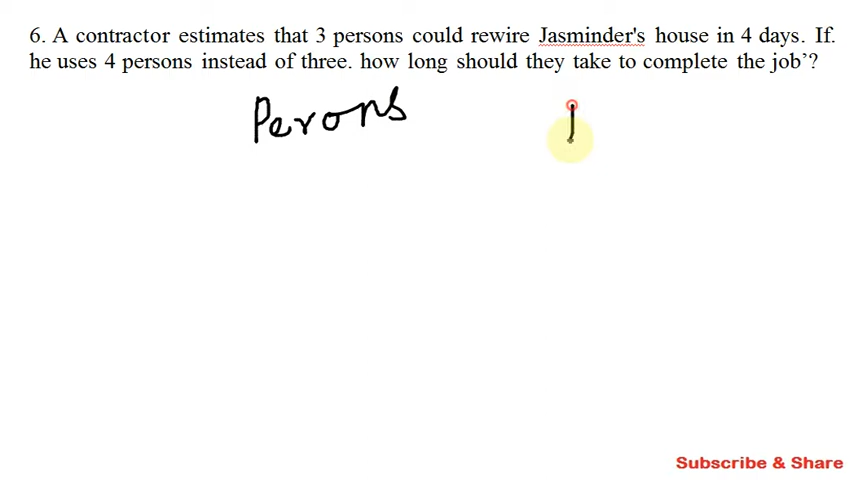 6. A contractor estimates that 3 persons could rewire Jasminder's house in 4 days. If.
he uses 4 persons instead of three. how long should they take to complete the job’?
Perons
Subscribe & Share